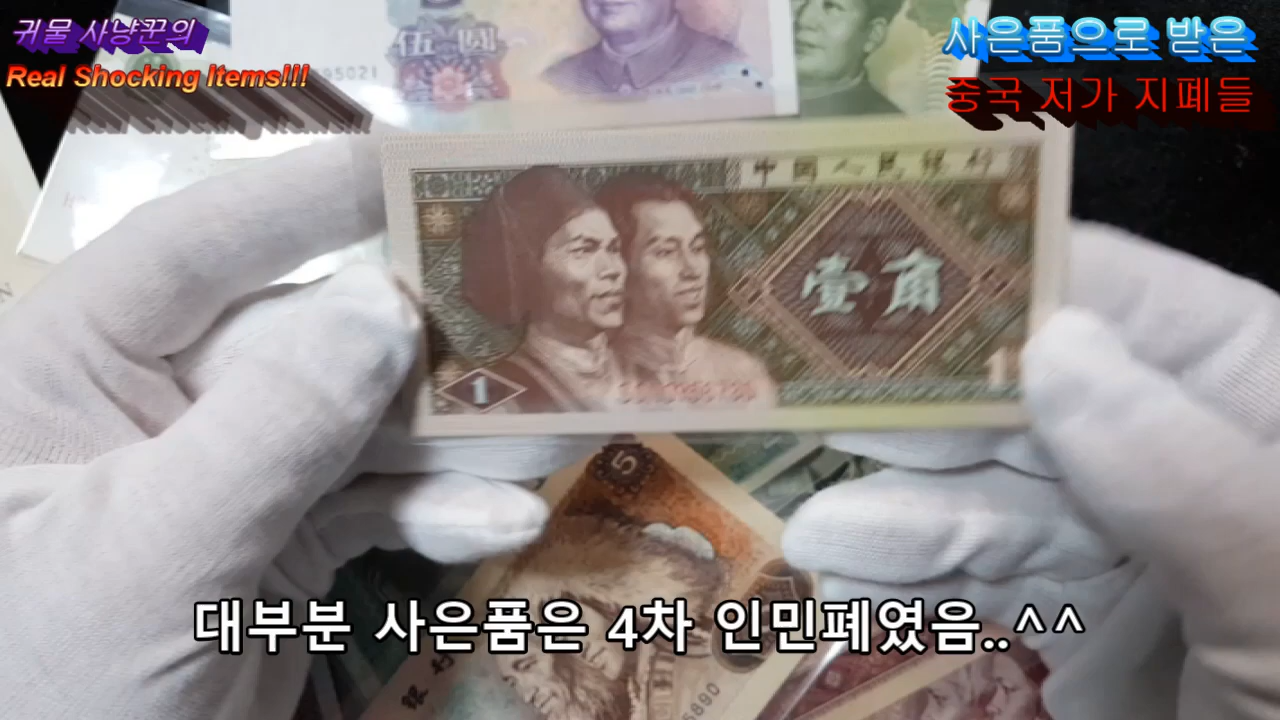 귀물 사냥꾼의
Real Shocking Items!!!
사은품으로 받은
중국 저가 지폐들
伍圆
95021
中国人民银行
壹角
1
1
5
5890
대부분 사은품은 4차 인민폐였음..^^